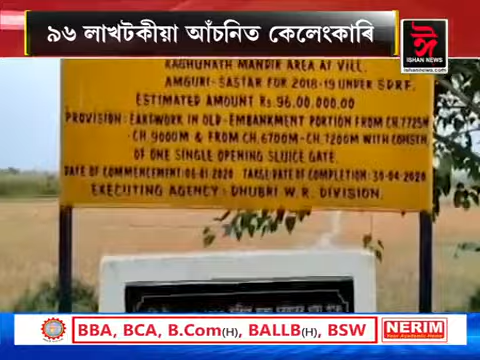 ৯৬ লাখটকীয়া আঁচনিত কেলেংকাৰি
ঈ
ISHAN NEWS
RAGHUNATH MANDIR AREA AT VILL.
AMGURI-SASTAR FOR 2018-19 UNDER S.D.R.F.
ESTIMATED AMOUNT RS.96,00,000.00
PROVISION: EARTHWORK IN OLD-EMBANKMENT PORTION FROM CH.7725M
-CH.9000M & FROM CH.6700M-CH.7200M WITH CONSTN.
OF ONE SINGLE OPENING SLUICE GATE.
DATE OF COMMENCEMENT:06-01-2020 TARGET DATE OF COMPLETION:30-04-2020
EXECUTING AGENCY: DHUBRI W.R. DIVISION.
BBA, BCA, B.Com(H), BALLB(H), BSW
NERIM